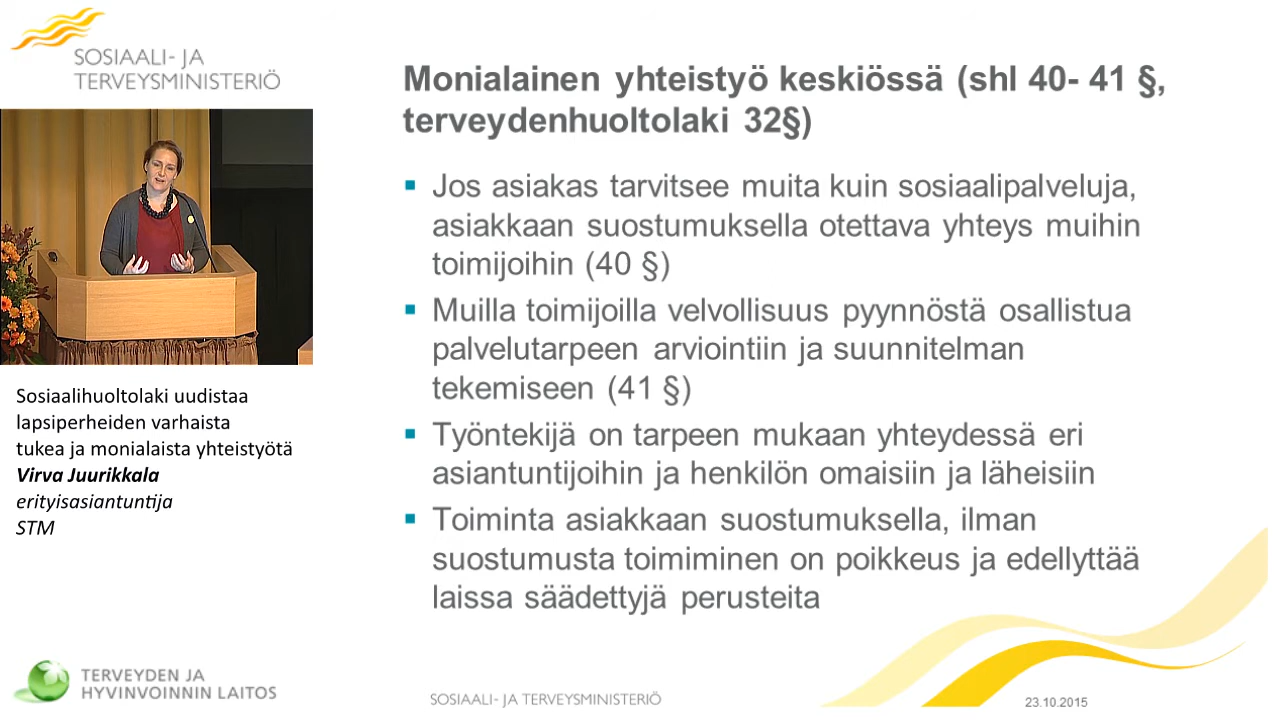 SOSIAALI- JA
TERVEYSMINISTERIÖ
Monialainen yhteistyö keskiössä (shl 40- 41 §,
terveydenhuoltolaki 32§)
Jos asiakas tarvitsee muita kuin sosiaalipalveluja,
asiakkaan suostumuksella otettava yhteys muihin
toimijoihin (40 §)
Muilla toimijoilla velvollisuus pyynnöstä osallistua
palvelutarpeen arviointiin ja suunnitelman
tekemiseen (41 §)
Työntekijä on tarpeen mukaan yhteydessä eri
asiantuntijoihin ja henkilön omaisiin ja läheisiin
Toiminta asiakkaan suostumuksella, ilman
suostumusta toimiminen on poikkeus ja edellyttää
laissa säädettyjä perusteita
Sosiaalihuoltolaki uudistaa
lapsiperheiden varhaista
tukea ja monialaista yhteistyötä
Virva Juurikkala
erityisasiantuntija
STM
TERVEYDEN JA
HYVINVOINNIN LAITOS
SOSIAALI- JA TERVEYSMINISTERIÖ
23.10.2015